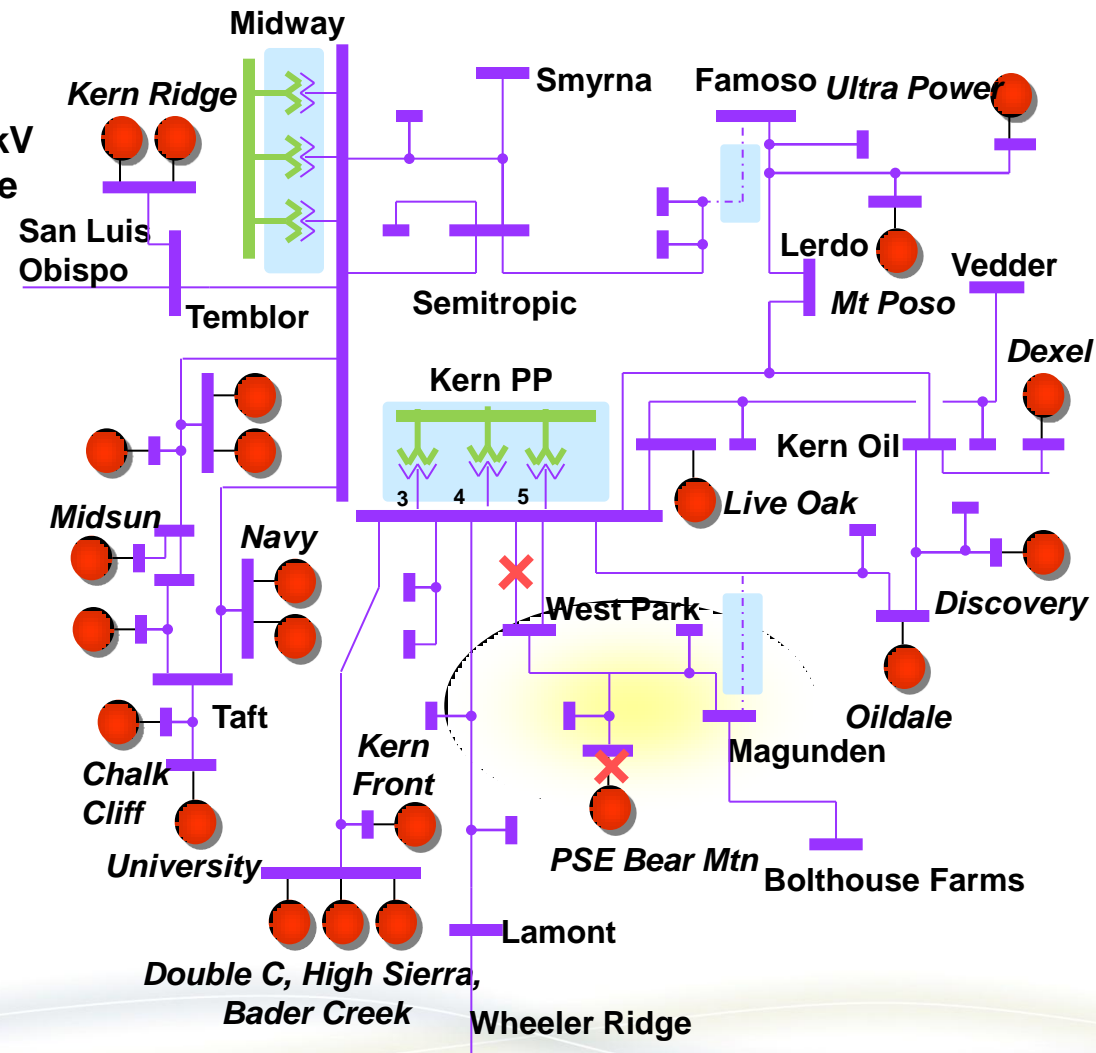 Midway
Kern Ridge
Smyrna
Famoso
Ultra Power
kV
e
San Luis
Obispo
Temblor
Semitropic
Lerdo
Mt Poso
Vedder
Dexel
Kern PP
3
4
5
Kern Oil
Live Oak
Midsun
Navy
West Park
Discovery
Taft
Oildale
Magunden
Chalk
Cliff
Kern
Front
University
PSE Bear Mtn
Bolthouse Farms
Lamont
Double C, High Sierra,
Bader Creek
Wheeler Ridge